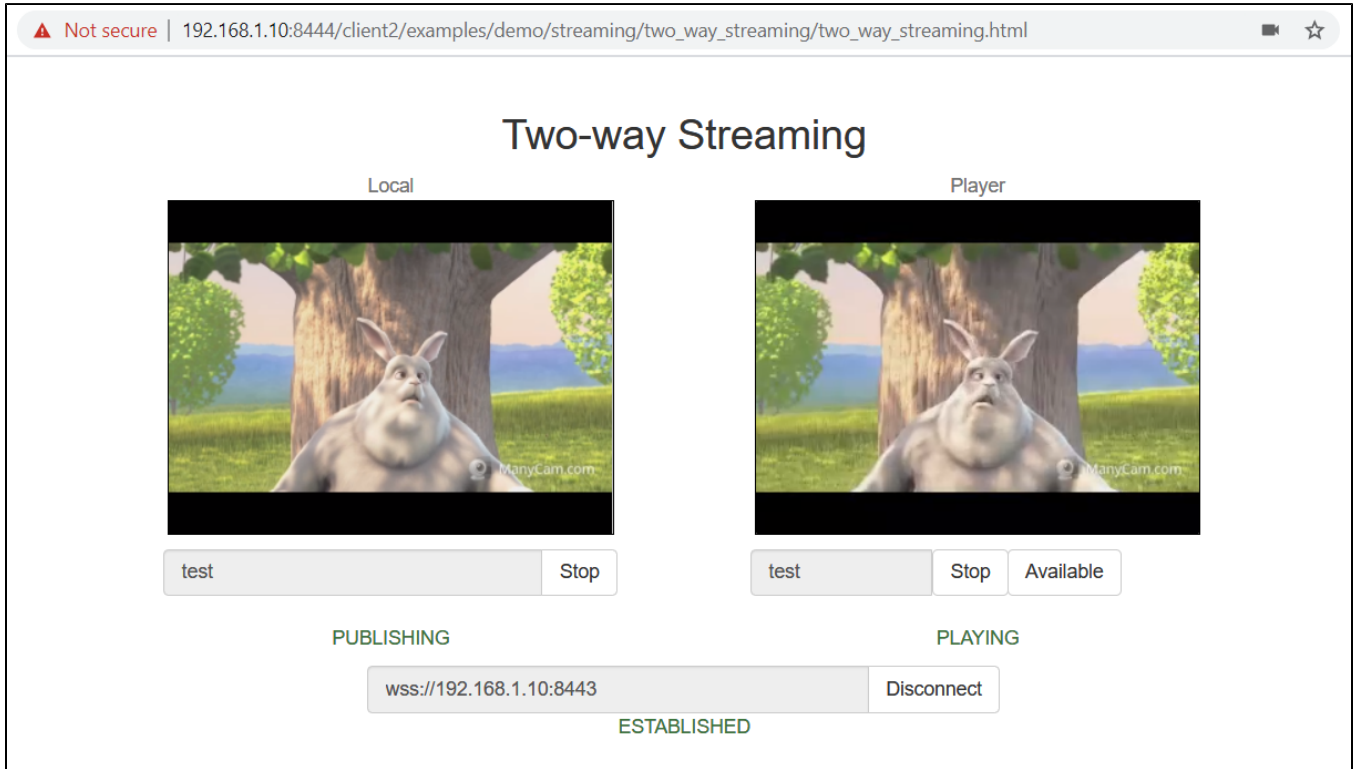 Not secure | 192.168.1.10:8444/client2/examples/demo/streaming/two_way_streaming/two_way_streaming.html
Two-way Streaming
Local Player
ManyCam.com ManyCam.com
test Stop test Stop Available
PUBLISHING PLAYING
wss://192.168.1.10:8443 Disconnect
ESTABLISHED